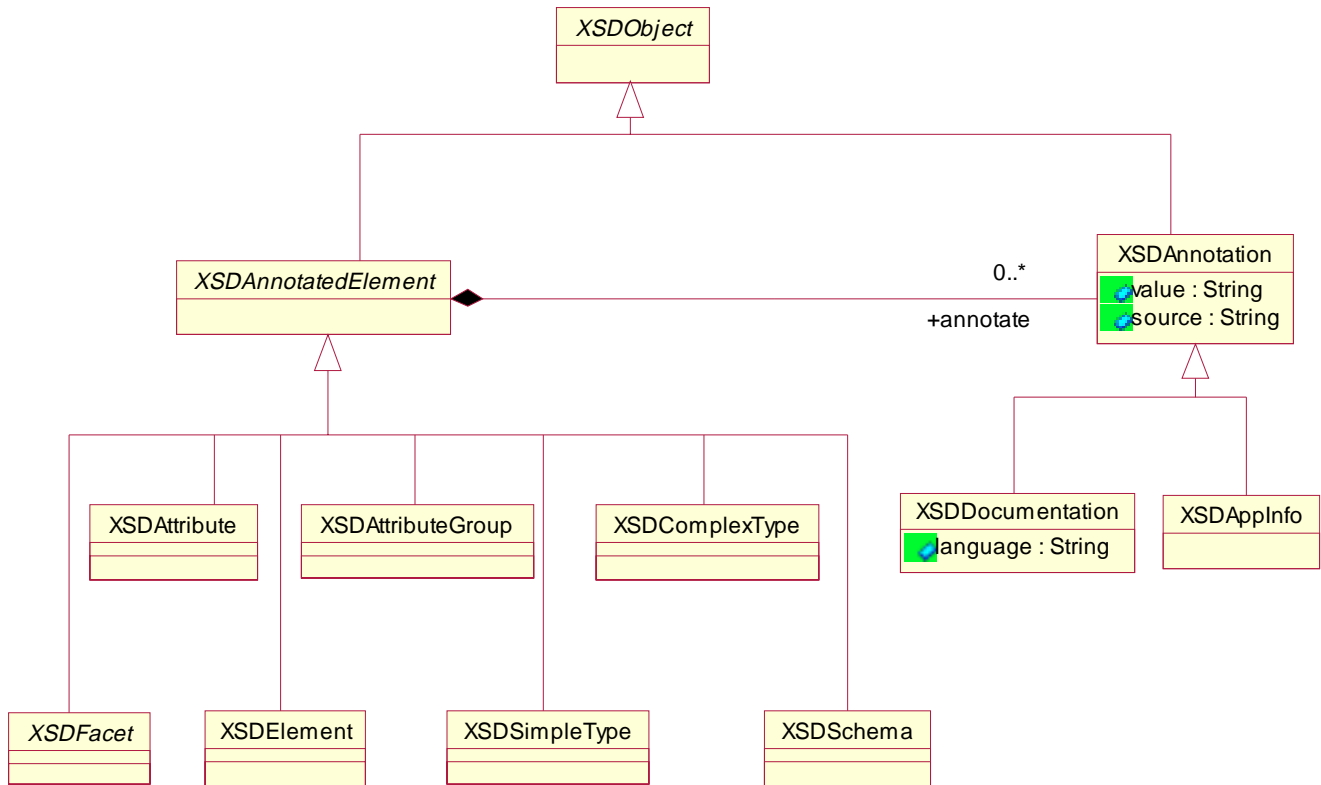 XSDObject
XSDAnnotatedElement
0..*
+annotate
XSDAnnotation
value : String
source : String
XSDAttribute
XSDAttributeGroup
XSDComplexType
XSDDocumentation
language : String
XSDAppInfo
XSDFacet
XSDElement
XSDSimpleType
XSDSchema